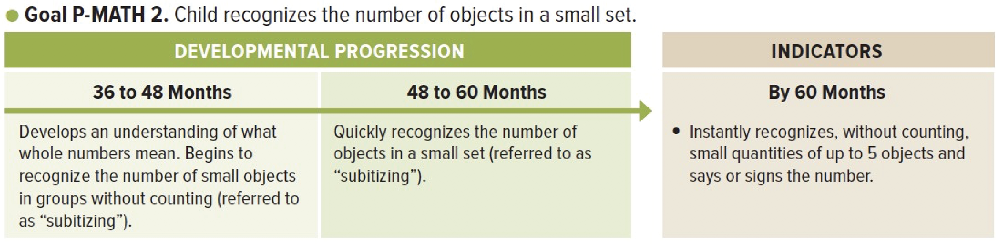 ● Goal P-MATH 2. Child recognizes the number of objects in a small set.
DEVELOPMENTAL PROGRESSION
36 to 48 Months
Develops an understanding of what
whole numbers mean. Begins to
recognize the number of small objects
in groups without counting (referred to
as “subitizing”).
48 to 60 Months
Quickly recognizes the number of
objects in a small set (referred to as
“subitizing”).
INDICATORS
By 60 Months
• Instantly recognizes, without counting,
small quantities of up to 5 objects and
says or signs the number.